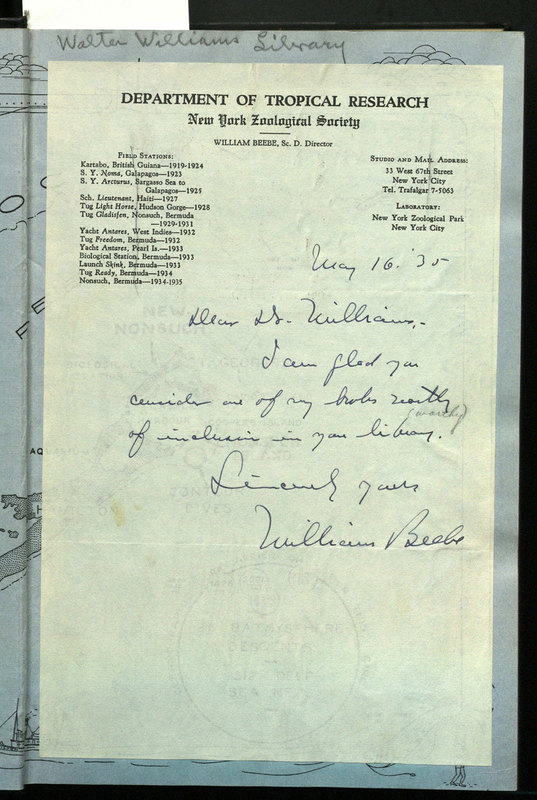 Walter Williams Library
DEPARTMENT OF TROPICAL RESEARCH
New York Zoological Society
WILLIAM BEEBE, Sc. D. Director
FIELD STATIONS:
Kartabo, British Guiana—1919-1924
S. Y. Noma, Galapagos—1923
S. Y. Arcturus, Sargasso Sea to
Galapagos—1925
Sch. Lieutenant, Haiti—1927
Tug Light Horse, Hudson Gorge—1928
Tug Gladisfen, Nonsuch, Bermuda
—1929-1931
Yacht Antares, West Indies—1932
Tug Freedom, Bermuda—1932
Yacht Antares, Pearl Is.—1933
Biological Station, Bermuda—1933
Launch Skink, Bermuda—1933
Tug Ready, Bermuda—1934
Nonsuch, Bermuda—1934-1935
STUDIO AND MAIL ADDRESS:
33 West 67th Street
New York City
Tel. Trafalgar 7-5063
LABORATORY:
New York Zoological Park
New York City
May 16. '35
Dear Dr. Williams,-
I am glad you
consider one of my books worthy
(worthy)
of inclusion in your library.
Sincerely yours
William Beebe
NEW
NONSUCH
BATHYSPHERE
DESCENTS